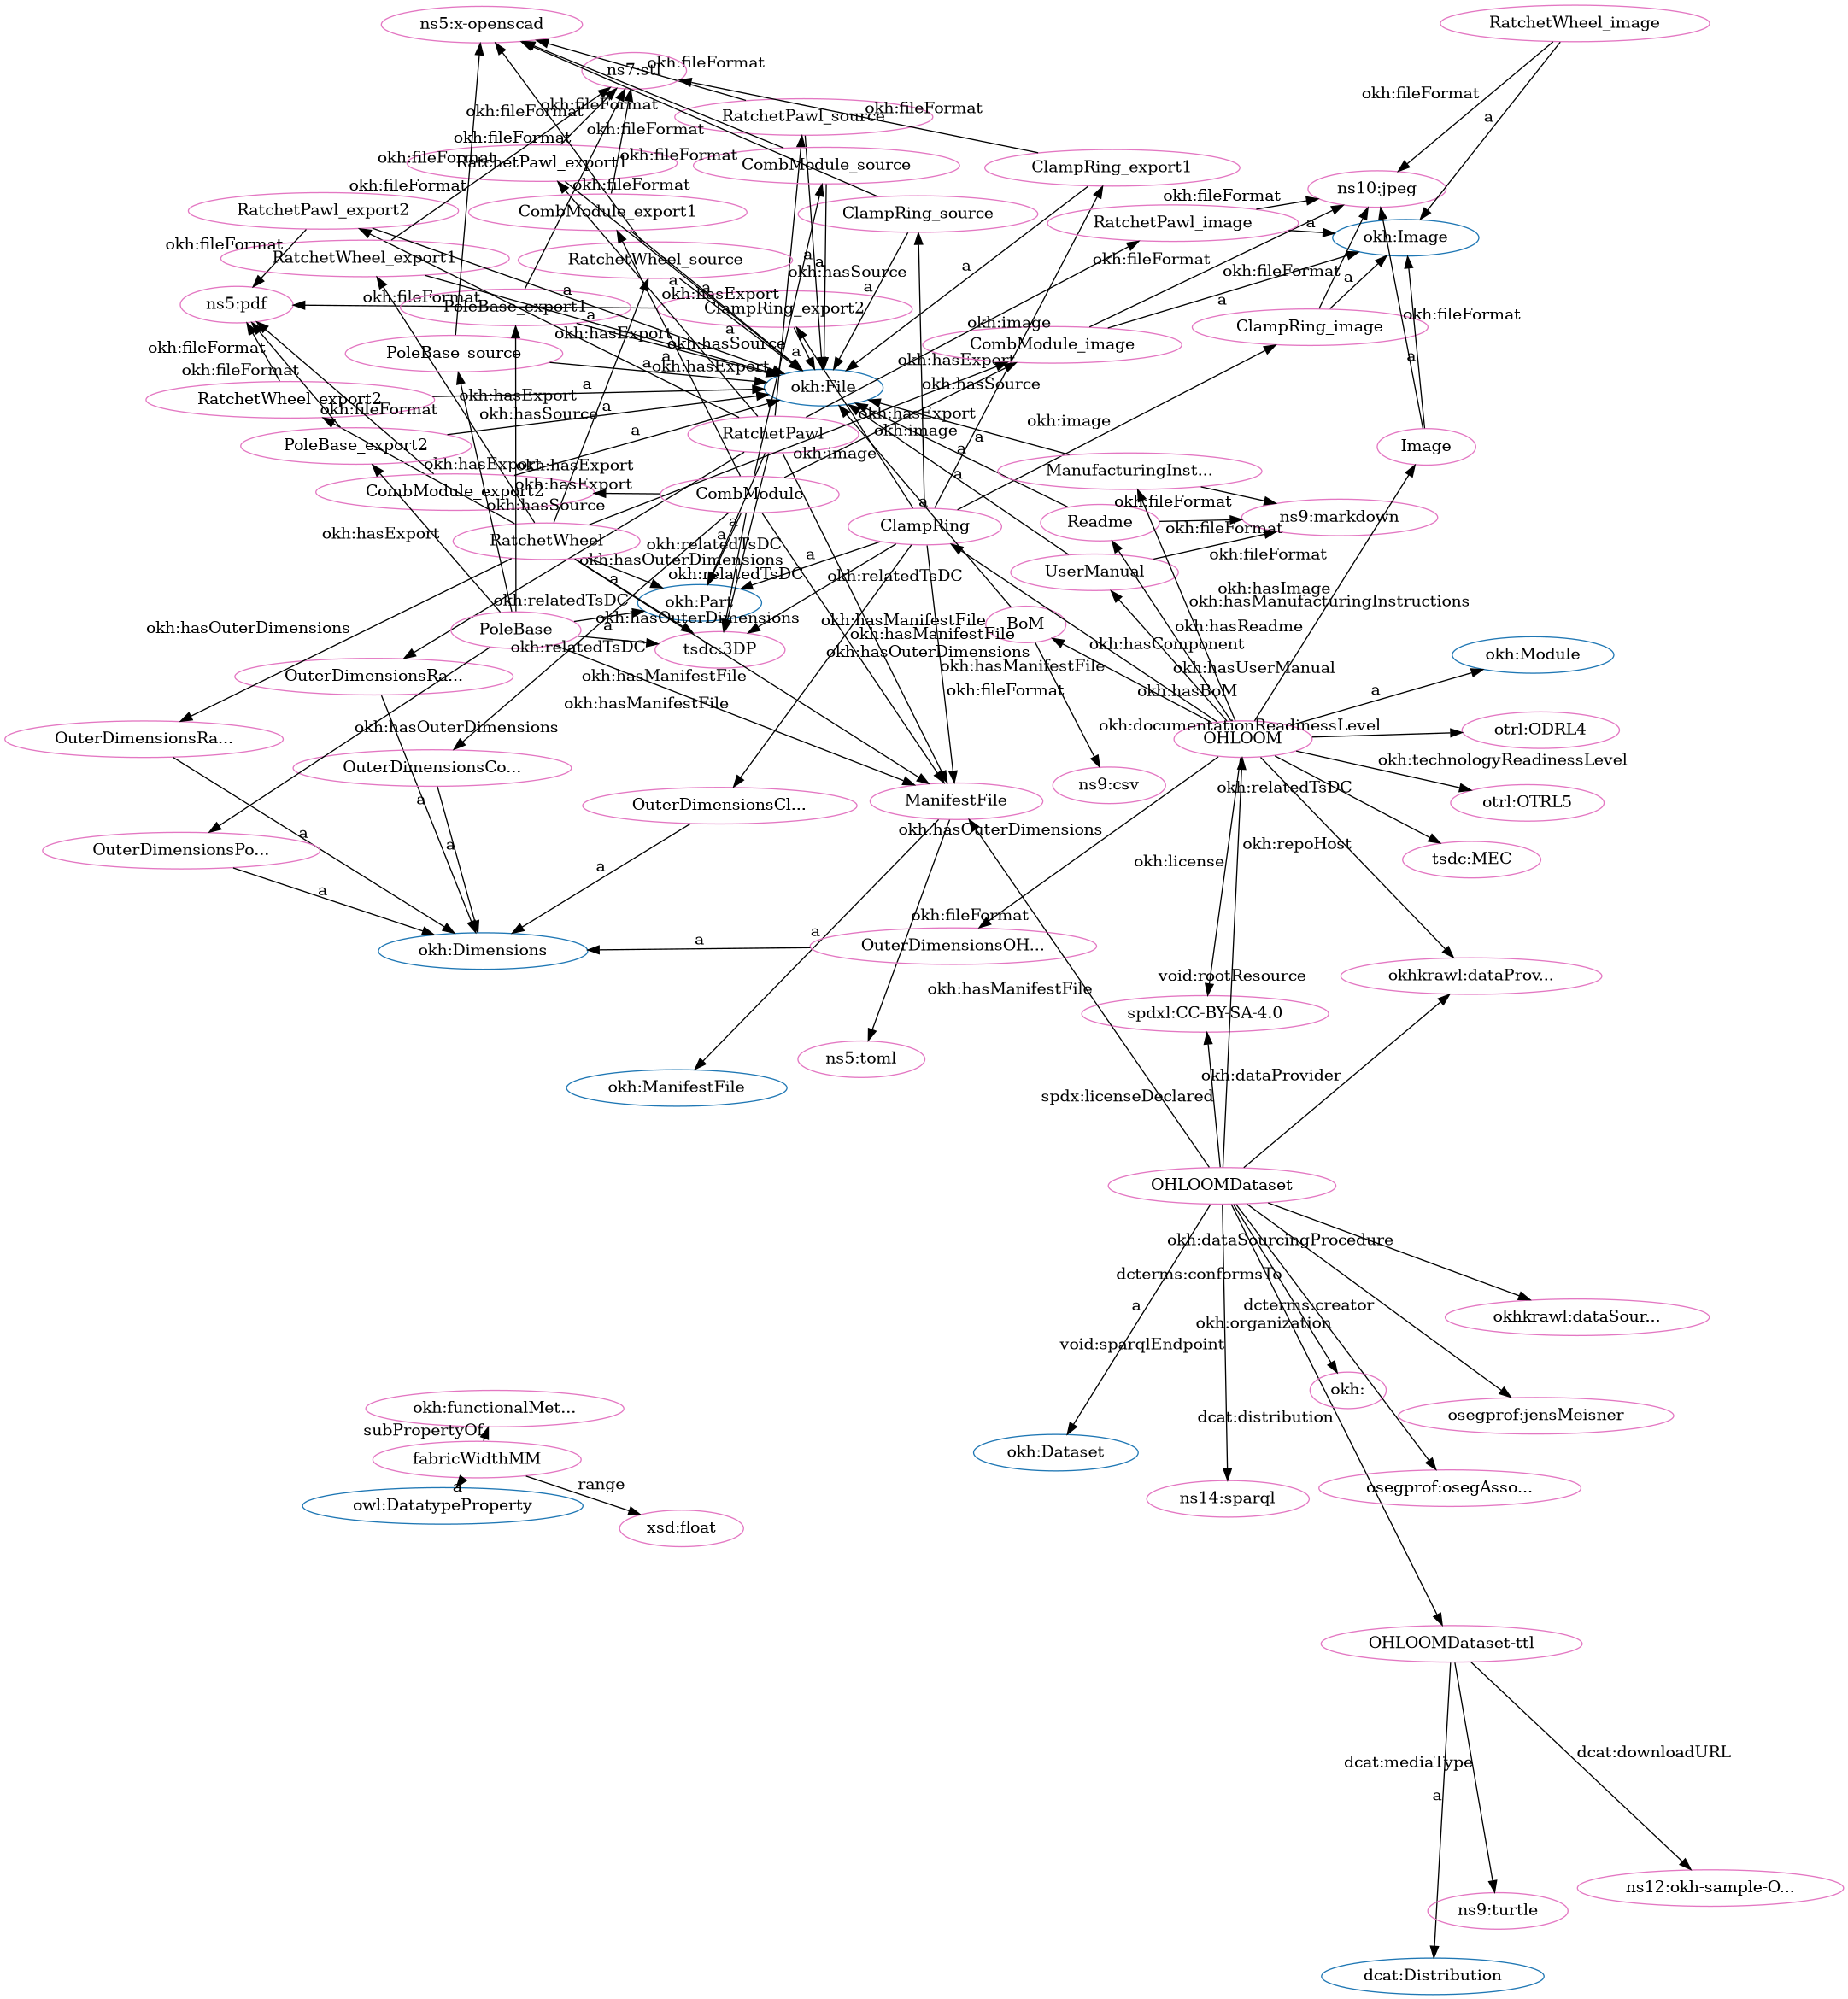 ns5:x-openscad
RatchetWheel_image
okh:fileFormat
ns7:stl
okh:fileFormat
okh:fileFormat
okh:fileFormat
okh:fileFormat
RatchetPawl_source
a
okh:fileFormat
okh:fileFormat
okh:fileFormat
okh:fileFormat
RatchetPawl_export1
CombModule_source
ClampRing_export1
okh:fileFormat
okh:fileFormat
ns10:jpeg
okh:fileFormat
RatchetPawl_export2
CombModule_export1
ClampRing_source
RatchetPawl_image
a
okh:Image
okh:fileFormat
RatchetWheel_export1
RatchetWheel_source
a
a
okh:hasSource
a
okh:fileFormat
okh:fileFormat
a
a
a
okh:hasExport
a
ns5:pdf
okh:fileFormat
PoleBase_export1
a
ClampRing_export2
a
okh:fileFormat
a
okh:hasExport
a
okh:image
ClampRing_image
okh:fileFormat
PoleBase_source
a
okh:hasSource
a
CombModule_image
a
okh:fileFormat
a
okh:hasExport
okh:hasExport
a
okh:File
okh:hasSource
RatchetWheel_export2
okh:hasExport
okh:fileFormat
a
okh:hasSource
okh:hasExport
okh:image
PoleBase_export2
a
RatchetPawl
okh:image
okh:image
a
a
Image
okh:hasExport
okh:hasExport
ManufacturingInst...
a
CombModule_export2
okh:hasExport
CombModule
okh:hasSource
a
okh:fileFormat
ns9:markdown
okh:hasExport
RatchetWheel
a
a
ClampRing
Readme
okh:fileFormat
okh:relatedTsDC
okh:hasOuterDimensions
a
okh:fileFormat
UserManual
okh:relatedTsDC
okh:relatedTsDC
a
okh:hasImage
okh:relatedTsDC
okh:Part
okh:hasManufacturingInstructions
PoleBase
a
okh:hasOuterDimensions
okh:hasManifestFile
BoM
okh:hasReadme
okh:hasOuterDimensions
okh:hasManifestFile
okh:relatedTsDC
tsdc:3DP
okh:hasOuterDimensions
okh:hasComponent
okh:Module
okh:hasManifestFile
okh:hasUserManual
OuterDimensionsRa...
okh:hasManifestFile
okh:fileFormat
okh:hasBoM
a
okh:hasManifestFile
okh:hasOuterDimensions
okh:documentationReadinessLevel
otrl:ODRL4
OuterDimensionsRa...
OHLOOM
okh:technologyReadinessLevel
OuterDimensionsCo...
ns9:csv
okh:relatedTsDC
a
OuterDimensionsCl...
ManifestFile
otrl:OTRL5
okh:hasOuterDimensions
a
a
okh:repoHost
OuterDimensionsPo...
a
okh:license
tsdc:MEC
a
okh:fileFormat
a
a
okh:Dimensions
OuterDimensionsOH...
void:rootResource
okhkrawl:dataProv...
okh:hasManifestFile
spdxl:CC-BY-SA-4.0
ns5:toml
okh:ManifestFile
okh:dataProvider
spdx:licenseDeclared
OHLOOMDataset
okh:dataSourcingProcedure
dcterms:conformsTo
a
dcterms:creator
okh:organization
okhkrawl:dataSour...
void:sparqlEndpoint
okh:
okh:functionalMet...
osegprof:jensMeisner
dcat:distribution
subPropertyOf
okh:Dataset
fabricWidthMM
range
a
osegprof:osegAsso...
ns14:sparql
owl:DatatypeProperty
xsd:float
OHLOOMDataset-ttl
dcat:downloadURL
dcat:mediaType
a
ns12:okh-sample-O...
ns9:turtle
dcat:Distribution